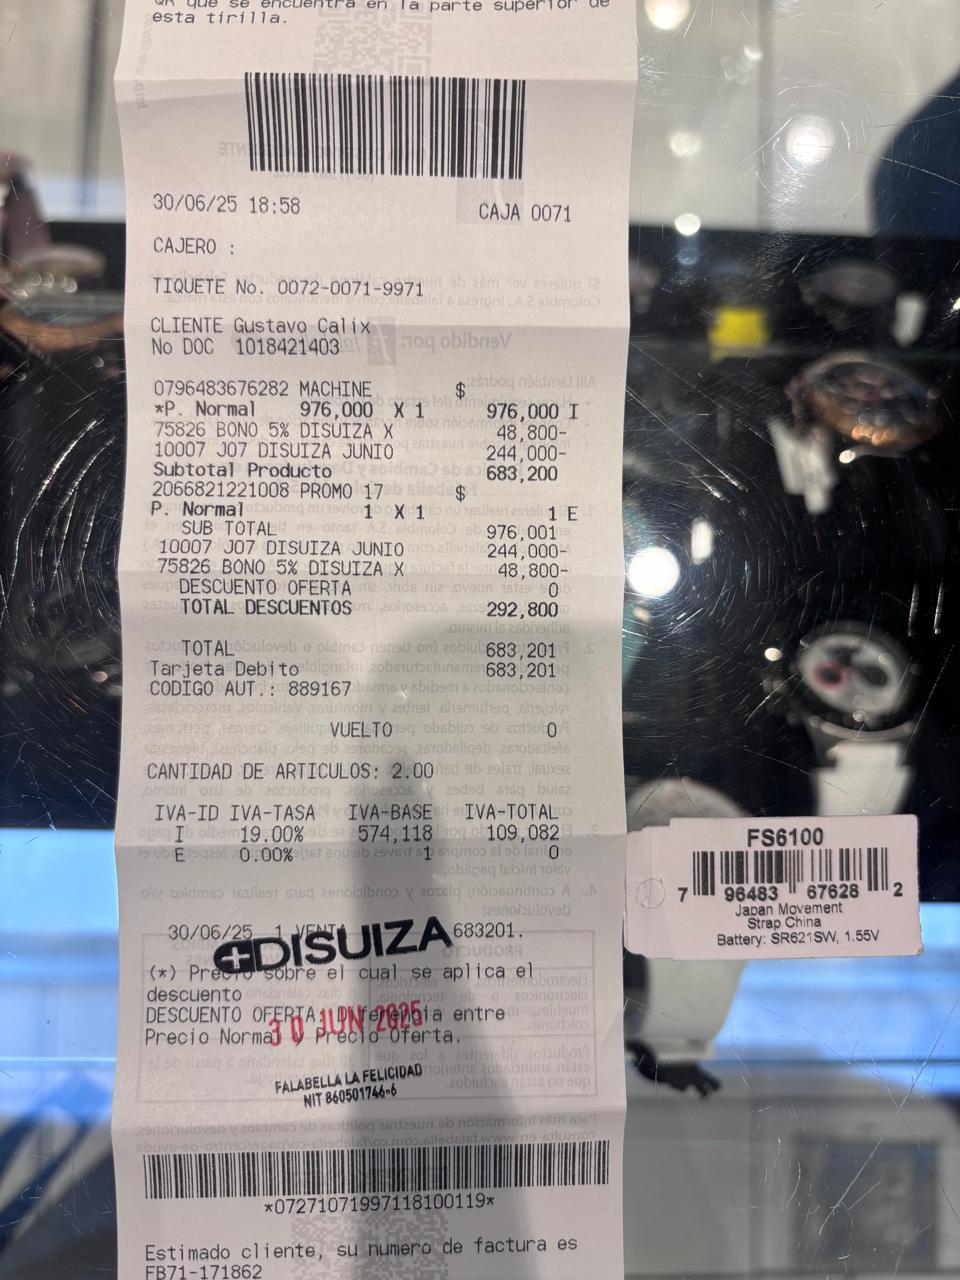 QR que se encuentra en la parte superior de
esta tirilla.
30/06/25 18:58 CAJA 0071
CAJERO :
TIQUETE No. 0072-0071-9971
CLIENTE Gustavo Calix
No DOC 1018421403
0796483676282 MACHINE $
*P. Normal 976,000 X 1 976,000 I
75826 BONO 5% DISUIZA X 48,800-
10007 J07 DISUIZA JUNIO 244,000-
Subtotal Producto 683,200
2066821221008 PROMO 17 $
P. Normal 1 X 1 1 E
SUB TOTAL 976,001
10007 J07 DISUIZA JUNIO 244,000-
75826 BONO 5% DISUIZA X 48,800-
DESCUENTO OFERTA 0
TOTAL DESCUENTOS 292,800
TOTAL 683,201
Tarjeta Debito 683,201
CODIGO AUT.: 889167
VUELTO 0
CANTIDAD DE ARTICULOS: 2.00
IVA-ID IVA-TASA IVA-BASE IVA-TOTAL
I 19.00% 574,118 109,082
E 0.00% 1 0
30/06/25 1 VENTA 683201.
DISUIZA
(*) Precio sobre el cual se aplica el
descuento
DESCUENTO OFERTA: Diferencia entre
Precio Normal y Precio Oferta.
30 JUN 2025
FALABELLA LA FELICIDAD
NIT 860501746-6
*07271071997118100119*
Estimado cliente, su numero de factura es
FB71-171862
FS6100
7 96483 67628 2
Japan Movement
Strap China
Battery: SR621SW, 1.55V